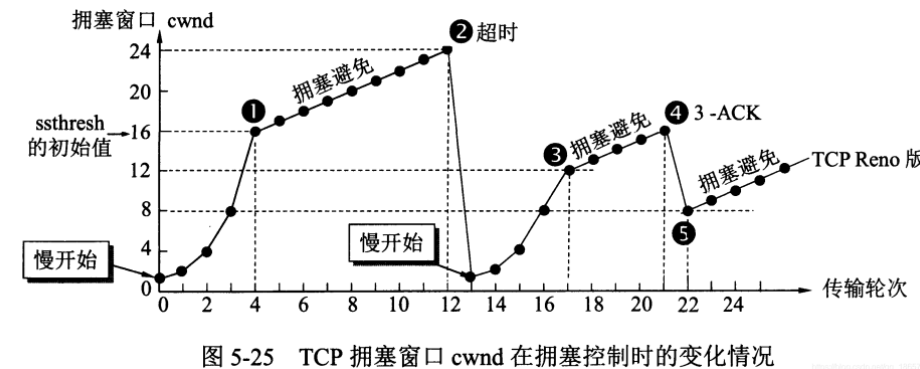 拥塞窗口 cwnd
❷ 超时
24
拥塞避免
20
❶
❹ 3 -ACK
ssthresh
的初始值
16
❸ 拥塞避免
拥塞避免
TCP Reno 版
12
8
❺
慢开始
慢开始
4
0
0 2 4 6 8 10 12 14 16 18 20 22 24
传输轮次
图 5-25 TCP 拥塞窗口 cwnd 在拥塞控制时的变化情况